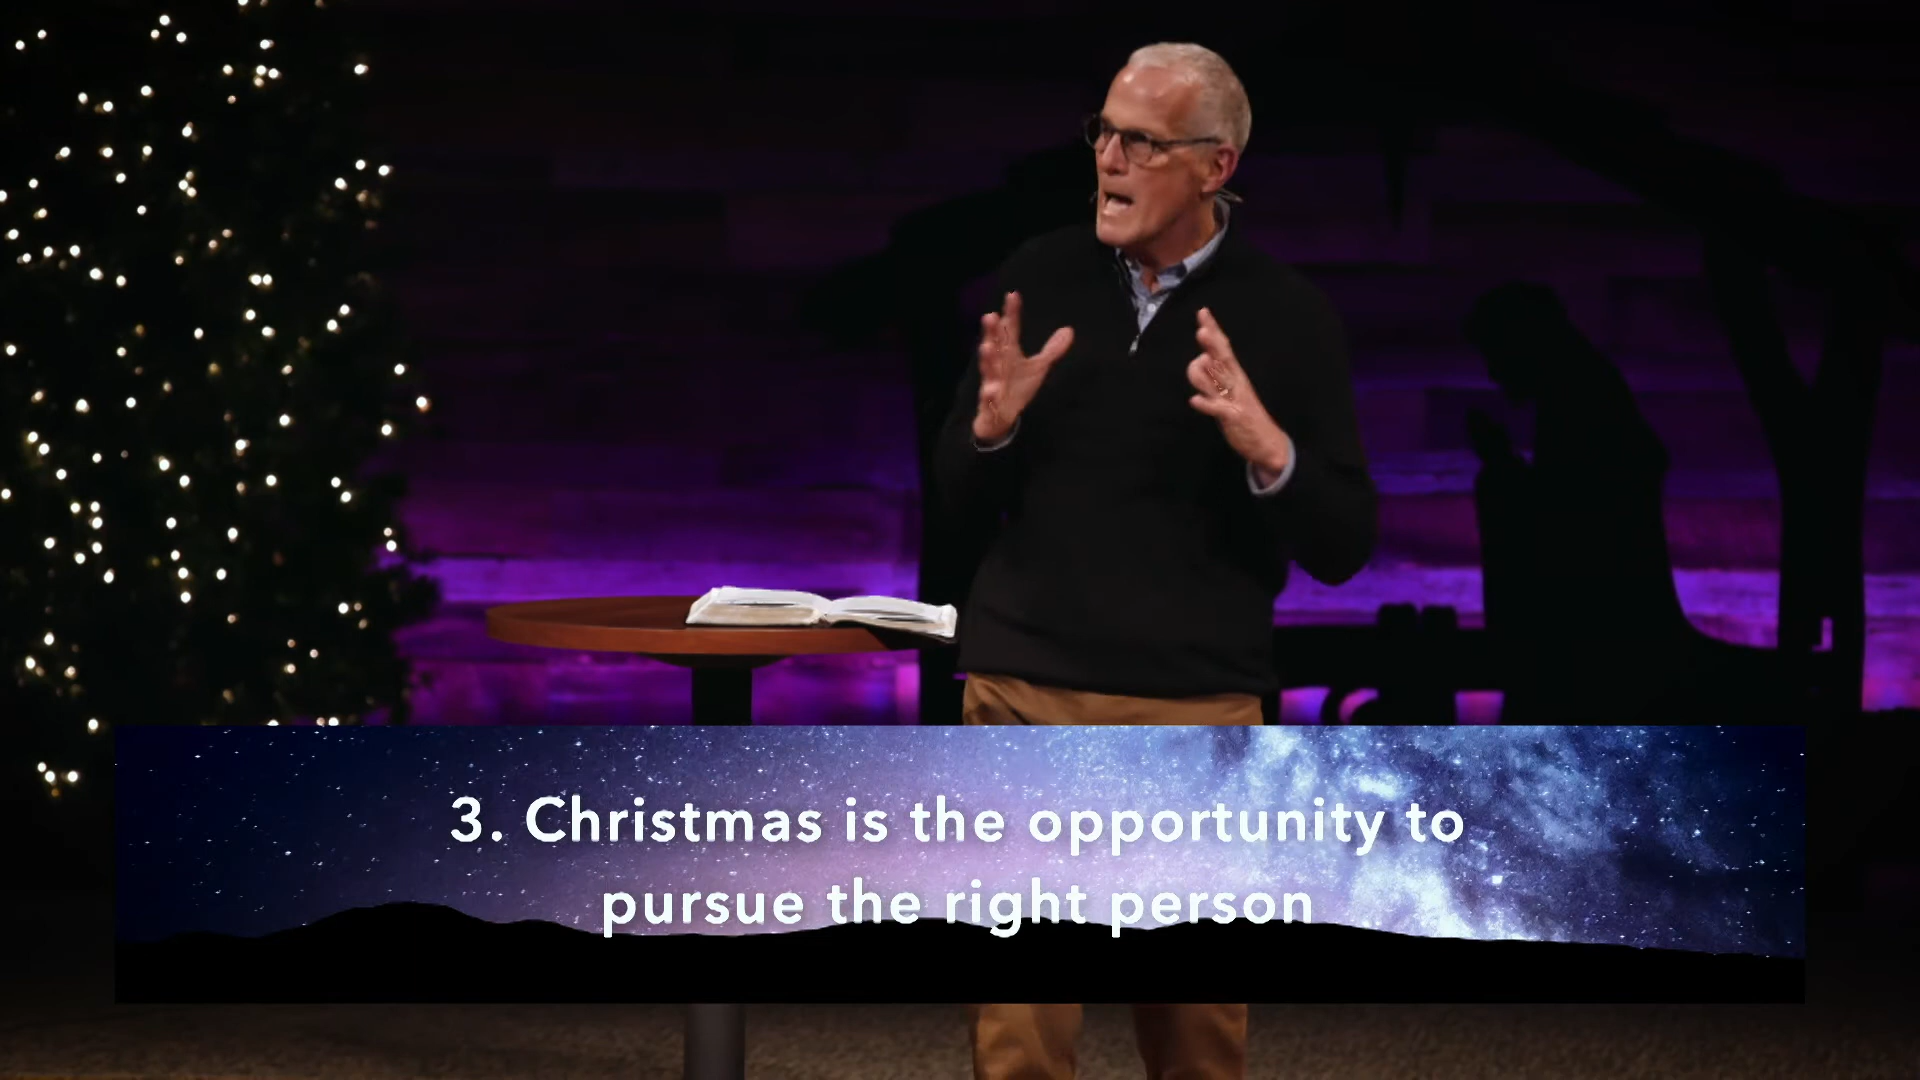 3. Christmas is the opportunity to
pursue the right person